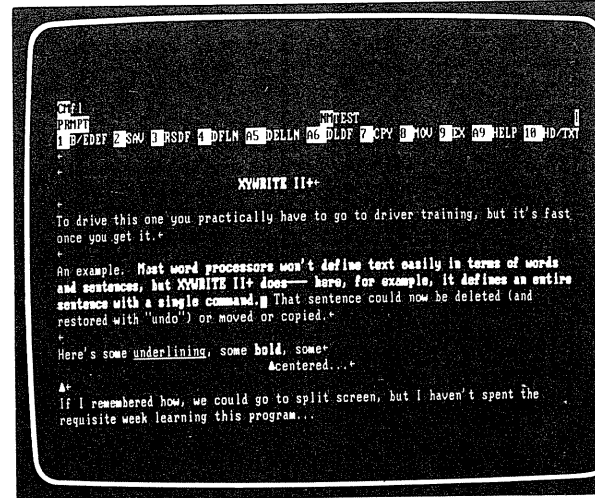 CMfl
NMTEST
PRMPT
1 B/EDEF 2 SAV 3 RSDF 4 DFLN A5 DELLN A6 DLDF 7 CPY 8 MOV 9 EX A9 HELP 10 HD/TXT
XYWRITE II+←
To drive this one you practically have to go to driver training, but it's fast
once you get it.←
An example. Most word processors won't define text easily in terms of words
and sentences, but XYWRITE II+ does—— here, for example, it defines an entire
sentence with a single command. That sentence could now be deleted (and
restored with "undo") or moved or copied.←
Here's some underlining, some bold, some←
▲centered...←
▲←
If I remembered how, we could go to split screen, but I haven't spent the
requisite week learning this program...